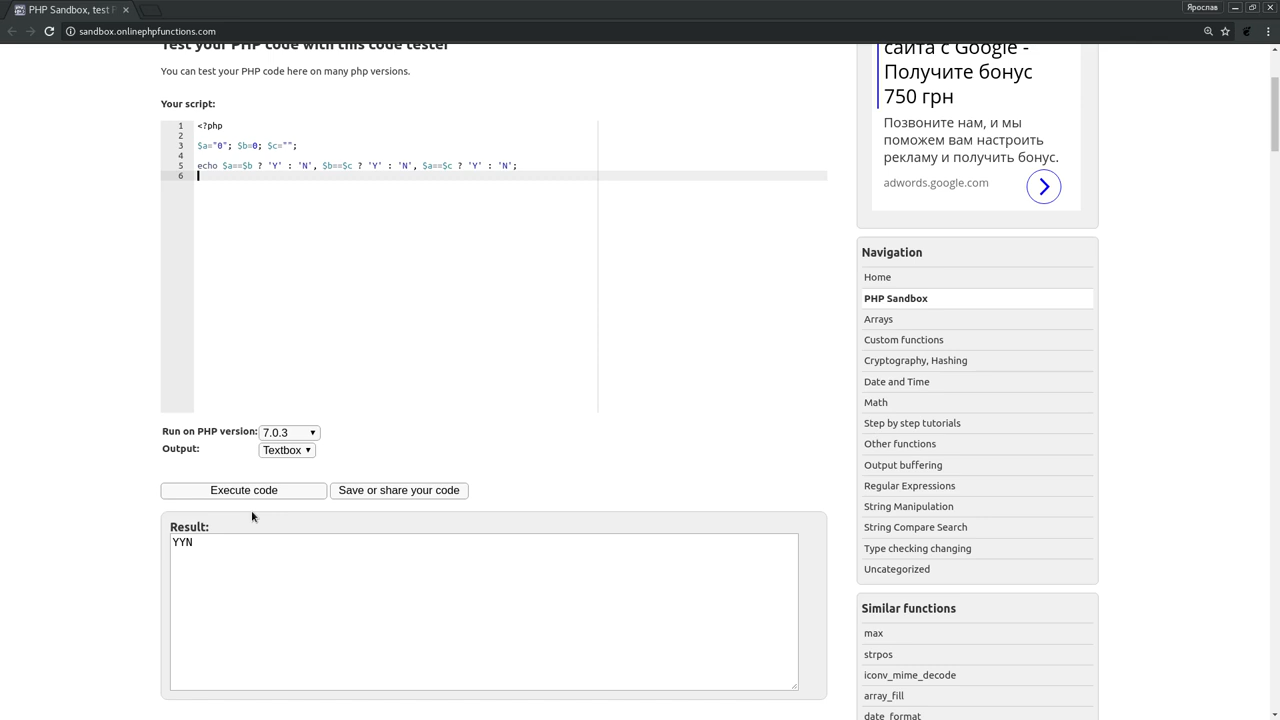 PHP Sandbox, test P
Ярослав
sandbox.onlinephpfunctions.com
Test your PHP code with this code tester
You can test your PHP code here on many php versions.
Your script:
1 <?php
2
3 $a="0"; $b=0; $c="";
4
5 echo $a==$b ? 'Y' : 'N', $b==$c ? 'Y' : 'N', $a==$c ? 'Y' : 'N';
6
Run on PHP version: 7.0.3
Output: Textbox
Execute code
Save or share your code
Result:
YYN
сайта с Google -
Получите бонус
750 грн
Позвоните нам, и мы
поможем вам настроить
рекламу и получить бонус.
adwords.google.com
Navigation
Home
PHP Sandbox
Arrays
Custom functions
Cryptography, Hashing
Date and Time
Math
Step by step tutorials
Other functions
Output buffering
Regular Expressions
String Manipulation
String Compare Search
Type checking changing
Uncategorized
Similar functions
max
strpos
iconv_mime_decode
array_fill
date_format